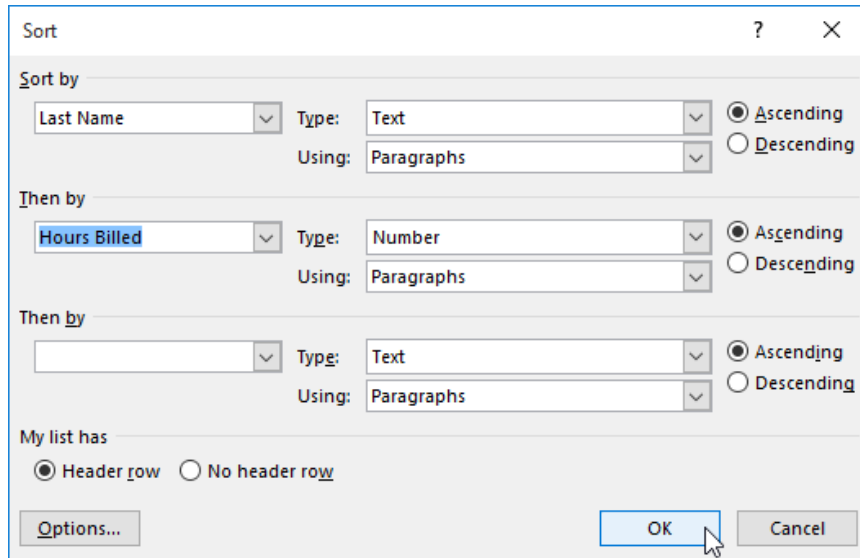 Sort ?
Sort by
Last Name Type: Text Ascending
Descending
Using: Paragraphs
Then by
Hours Billed Type: Number Ascending
Descending
Using: Paragraphs
Then by
Type: Text Ascending
Descending
Using: Paragraphs
My list has
Header row No header row
Options... OK Cancel